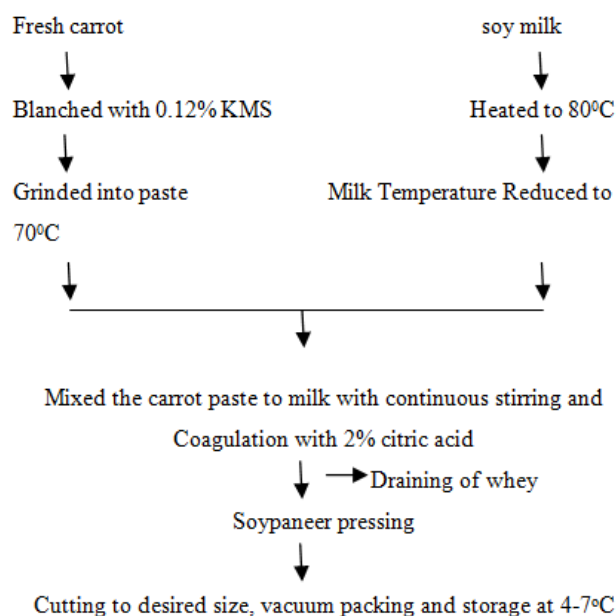 Fresh carrot
soy milk
Blanched with 0.12% KMS
Heated to 80⁰C
Grinded into paste
Milk Temperature Reduced to
70⁰C
Mixed the carrot paste to milk with continuous stirring and
Coagulation with 2% citric acid
Draining of whey
Soypaneer pressing
Cutting to desired size, vacuum packing and storage at 4-7⁰C